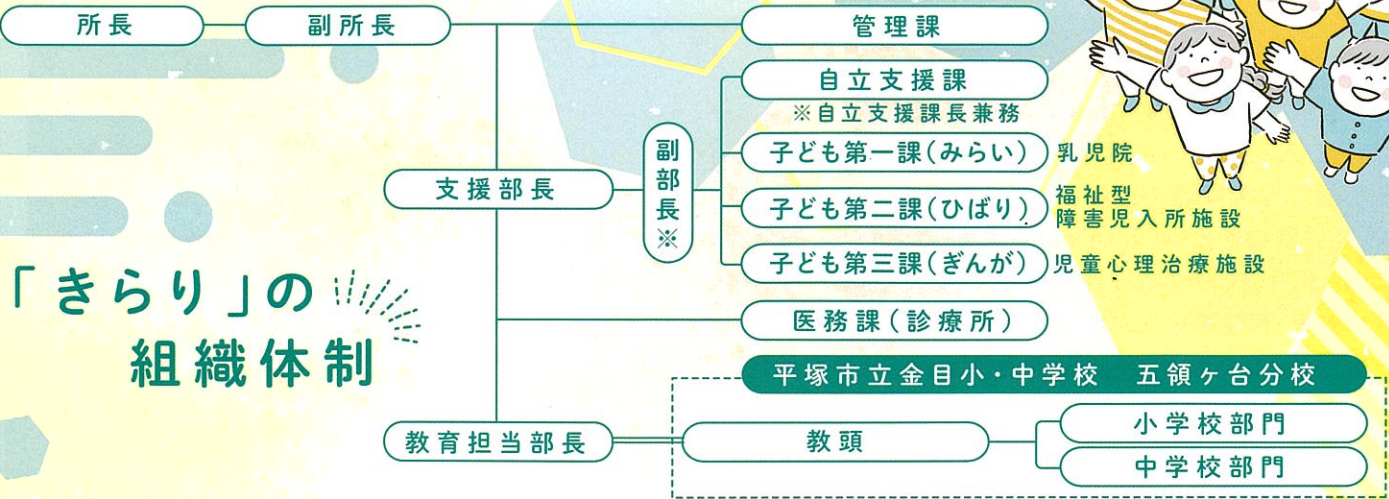 所長
副所長
管理課
自立支援課
※自立支援課長兼務
支援部長
副部長※
子ども第一課(みらい)
乳児院
子ども第二課(ひばり)
福祉型
障害児入所施設
子ども第三課(ぎんが)
児童心理治療施設
「きらり」の
組織体制
医務課(診療所)
平塚市立金目小・中学校 五領ヶ台分校
教育担当部長
教頭
小学校部門
中学校部門